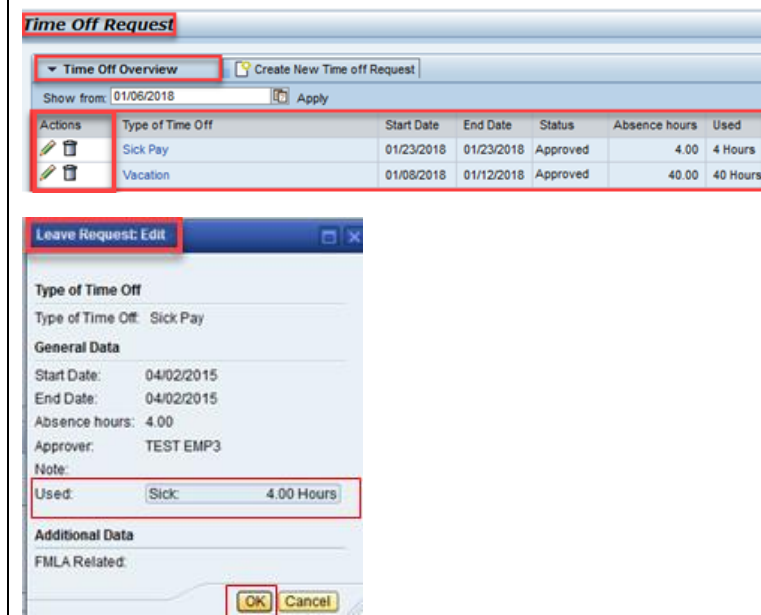 Time Off Request
Time Off Overview Create New Time off Request
Show from: 01/06/2018 Apply
Actions Type of Time Off Start Date End Date Status Absence hours Used
Sick Pay 01/23/2018 01/23/2018 Approved 4.00 4 Hours
Vacation 01/08/2018 01/12/2018 Approved 40.00 40 Hours
Leave Request: Edit
Type of Time Off
Type of Time Off: Sick Pay
General Data
Start Date: 04/02/2015
End Date: 04/02/2015
Absence hours: 4.00
Approver: TEST EMP3
Note:
Used: Sick: 4.00 Hours
Additional Data
FMLA Related:
OK Cancel